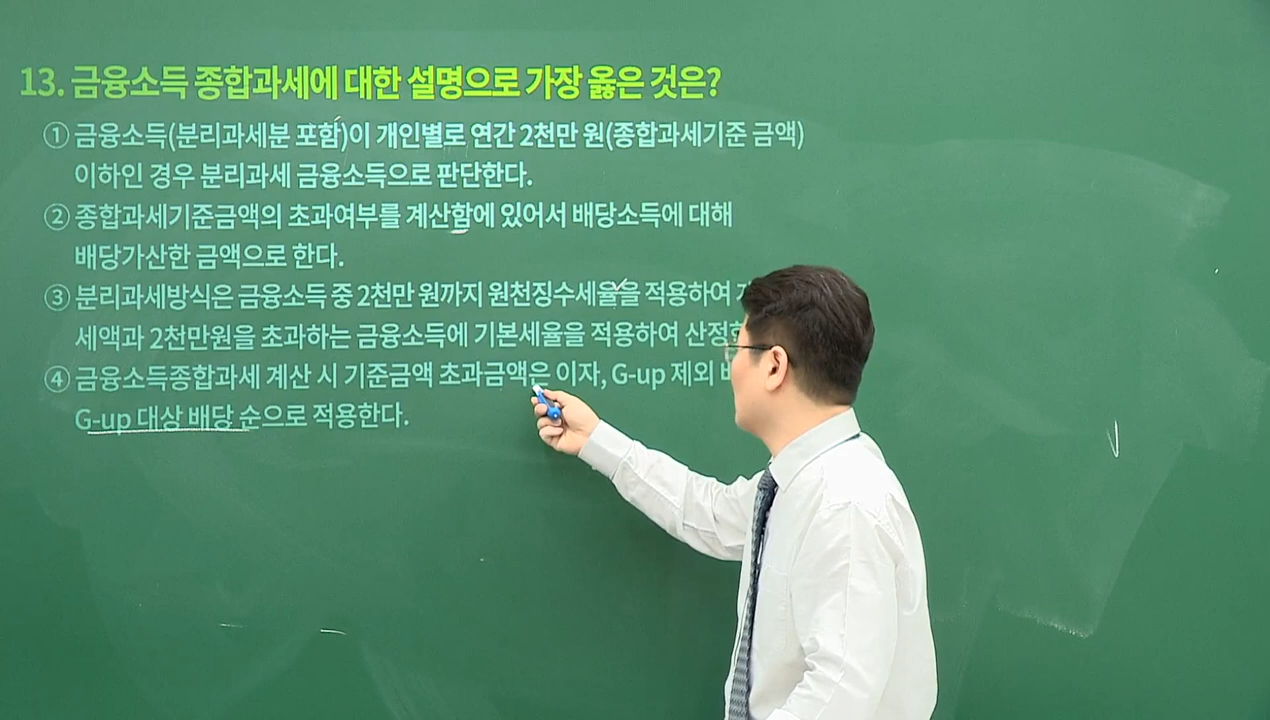 13. 금융소득 종합과세에 대한 설명으로 가장 옳은 것은?
① 금융소득(분리과세분 포함)이 개인별로 연간 2천만 원(종합과세기준 금액)
이하인 경우 분리과세 금융소득으로 판단한다.
② 종합과세기준금액의 초과여부를 계산함에 있어서 배당소득에 대해
배당가산한 금액으로 한다.
③ 분리과세방식은 금융소득 중 2천만 원까지 원천징수세율을 적용하여
세액과 2천만원을 초과하는 금융소득에 기본세율을 적용하여
④ 금융소득종합과세 계산 시 기준금액 초과금액은 이자, G-up 제외
G-up 대상 배당 순으로 적용한다.